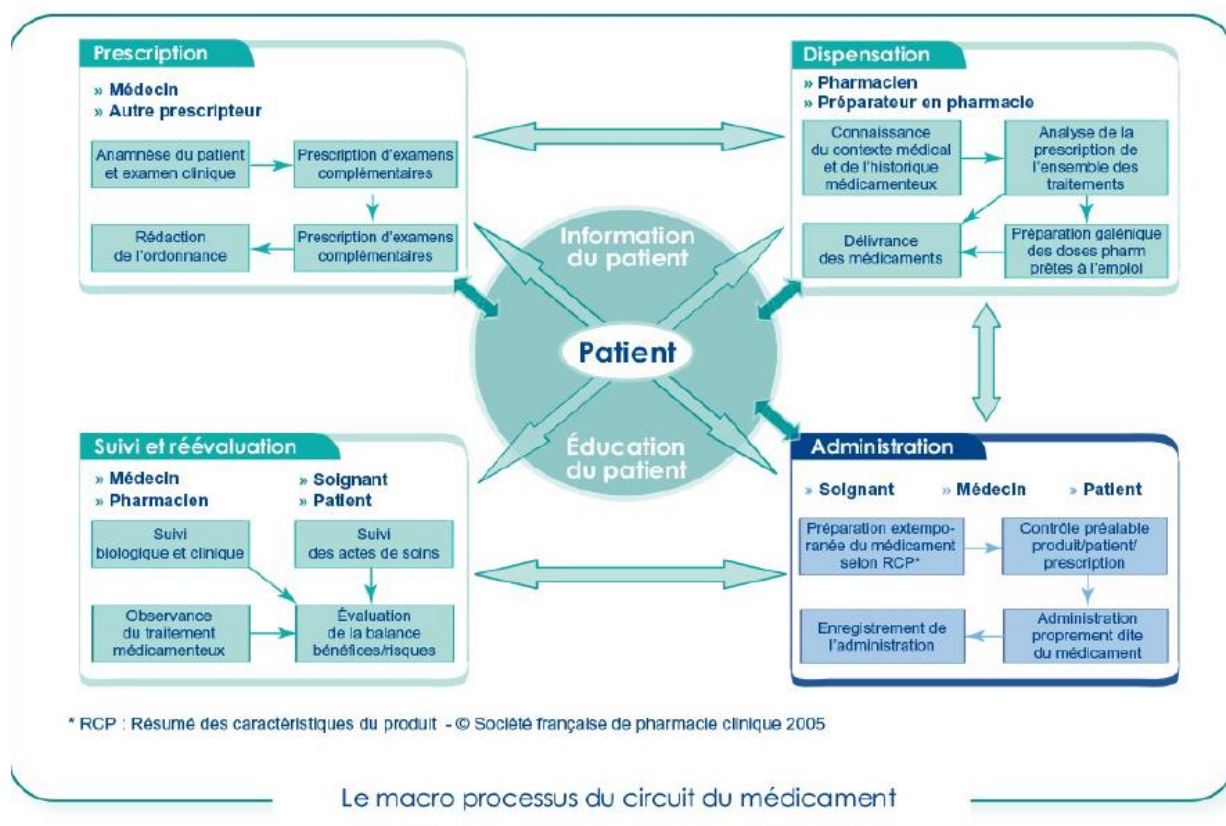 Prescription
» Médecin
» Autre prescripteur
Anamnèse du patient
et examen clinique
Prescription d'examens
complémentaires
Rédaction
de l'ordonnance
Prescription d'examens
complémentaires
Dispensation
» Pharmacien
» Préparateur en pharmacie
Connaissance
du contexte médical
et de l'historique
médicamenteux
Analyse de la
prescription de
l'ensemble des
traitements
Délivrance
des médicaments
Préparation galénique
des doses pharm
prêtes à l'emploi
Information
du patient
Patient
Éducation
du patient
Suivi et réévaluation
» Médecin
» Pharmacien
» Soignant
» Patient
Suivi
biologique et clinique
Suivi
des actes de soins
Observance
du traitement
médicamenteux
Évaluation
de la balance
bénéfices/risques
Administration
» Soignant
» Médecin
» Patient
Préparation extempo-
ranée du médicament
selon RCP*
Contrôle préalable
produit/patient/
prescription
Enregistrement de
l'administration
Administration
proprement dite
du médicament
* RCP : Résumé des caractéristiques du produit - © Société française de pharmacie clinique 2005
Le macro processus du circuit du médicament